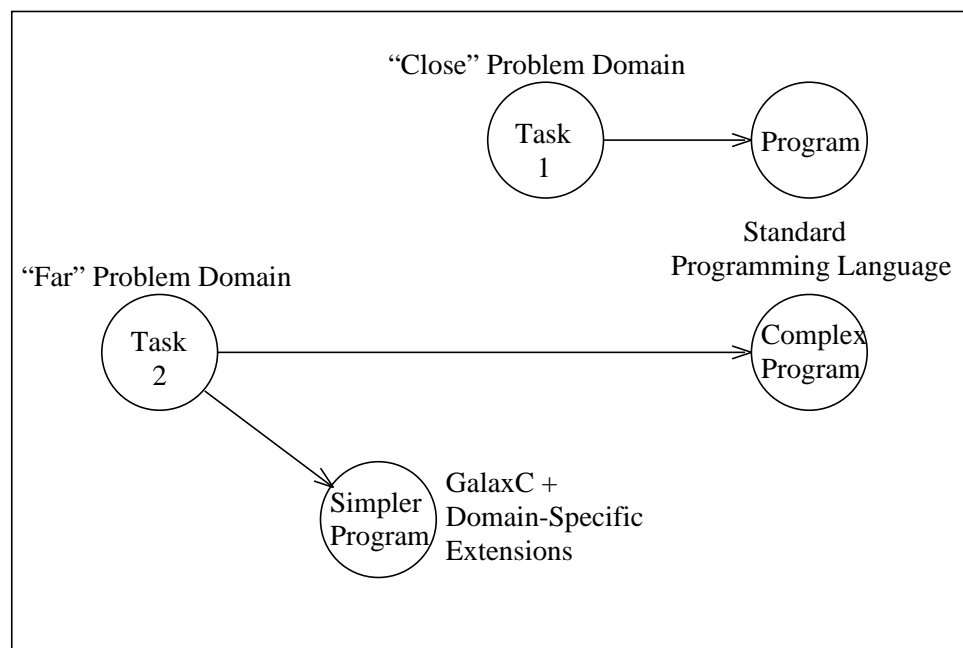 “Close” Problem Domain
Task
1
Program
Standard
Programming Language
“Far” Problem Domain
Task
2
Complex
Program
Simpler
Program
GalaxC +
Domain-Specific
Extensions